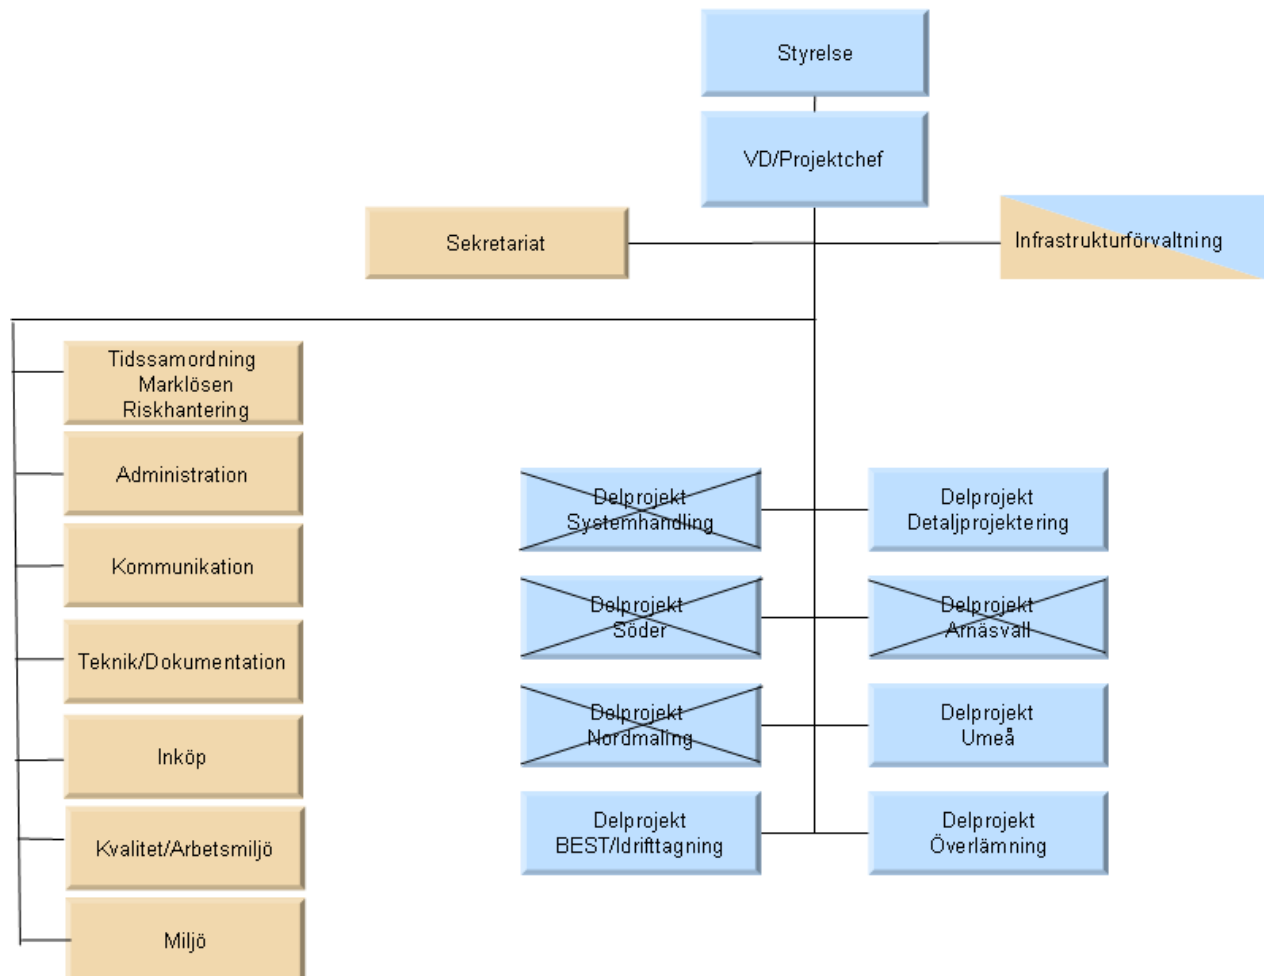 Styrelse
VD/Projektchef
Sekretariat
Infrastrukturförvaltning
Tidssamordning
Marklösen
Riskhantering
Administration
Kommunikation
Teknik/Dokumentation
Inköp
Kvalitet/Arbetsmiljö
Miljö
Delprojekt
Systemhandling
Delprojekt
Detaljprojektering
Delprojekt
Söder
Delprojekt
Arnäsvall
Delprojekt
Nordmaling
Delprojekt
Umeå
Delprojekt
BEST/Idrifttagning
Delprojekt
Överlämning